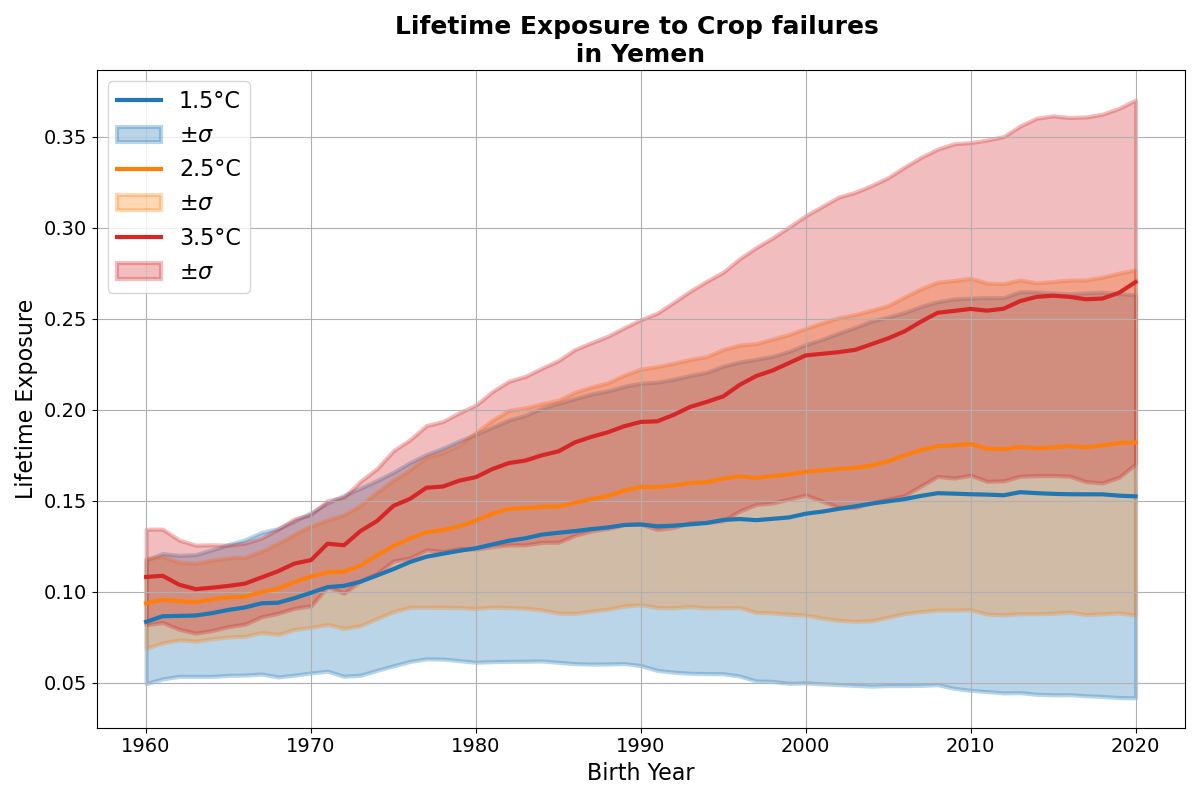 Lifetime Exposure to Crop failures
in Yemen
1.5°C
±σ
2.5°C
±σ
3.5°C
±σ
Lifetime Exposure
0.35
0.30
0.25
0.20
0.15
0.10
0.05
1960 1970 1980 1990 2000 2010 2020
Birth Year